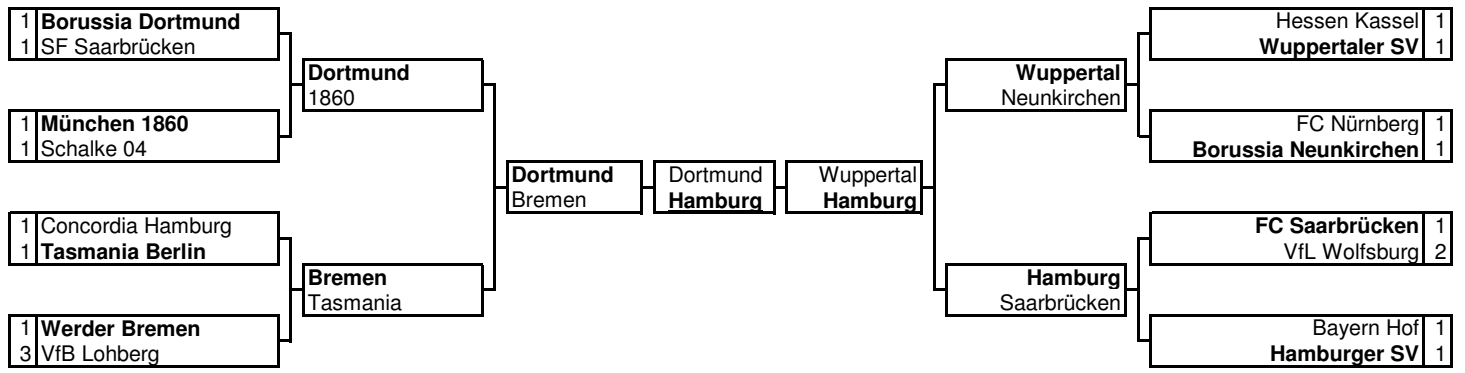 1 Borussia Dortmund
1 SF Saarbrücken
1 München 1860
1 Schalke 04
1 Concordia Hamburg
1 Tasmania Berlin
1 Werder Bremen
3 VfB Lohberg
Dortmund
1860
Bremen
Tasmania
Dortmund
Bremen
Dortmund
Hamburg
Wuppertal
Hamburg
Wuppertal
Neunkirchen
Hamburg
Saarbrücken
Hessen Kassel 1
Wuppertaler SV 1
FC Nürnberg 1
Borussia Neunkirchen 1
FC Saarbrücken 1
VfL Wolfsburg 2
Bayern Hof 1
Hamburger SV 1